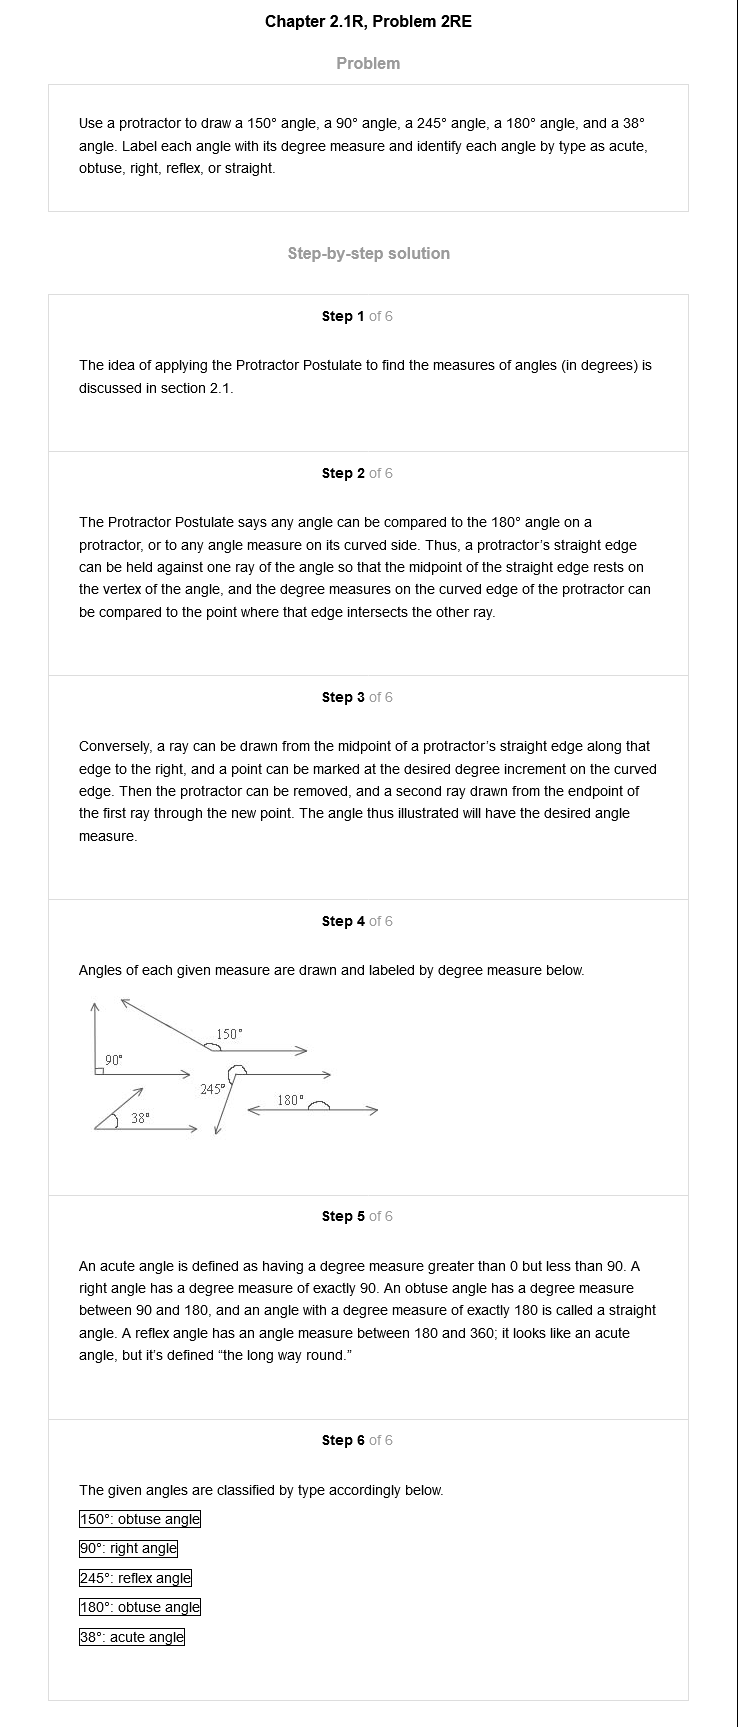 Chapter 2.1R, Problem 2RE
Problem
Use a protractor to draw a 150° angle, a 90° angle, a 245° angle, a 180° angle, and a 38°
angle. Label each angle with its degree measure and identify each angle by type as acute,
obtuse, right, reflex, or straight.
Step-by-step solution
Step 1 of 6
The idea of applying the Protractor Postulate to find the measures of angles (in degrees) is
discussed in section 2.1.
Step 2 of 6
The Protractor Postulate says any angle can be compared to the 180° angle on a
protractor, or to any angle measure on its curved side. Thus, a protractor's straight edge
can be held against one ray of the angle so that the midpoint of the straight edge rests on
the vertex of the angle, and the degree measures on the curved edge of the protractor can
be compared to the point where that edge intersects the other ray.
Step 3 of 6
Conversely, a ray can be drawn from the midpoint of a protractor's straight edge along that
edge to the right, and a point can be marked at the desired degree increment on the curved
edge. Then the protractor can be removed, and a second ray drawn from the endpoint of
the first ray through the new point. The angle thus illustrated will have the desired angle
measure.
Step 4 of 6
Angles of each given measure are drawn and labeled by degree measure below.
150°
90°
245°
180°
38°
Step 5 of 6
An acute angle is defined as having a degree measure greater than 0 but less than 90. A
right angle has a degree measure of exactly 90. An obtuse angle has a degree measure
between 90 and 180, and an angle with a degree measure of exactly 180 is called a straight
angle. A reflex angle has an angle measure between 180 and 360; it looks like an acute
angle, but it's defined "the long way round."
Step 6 of 6
The given angles are classified by type accordingly below.
150°: obtuse angle
90°: right angle
245°: reflex angle
180°: obtuse angle
38°: acute angle